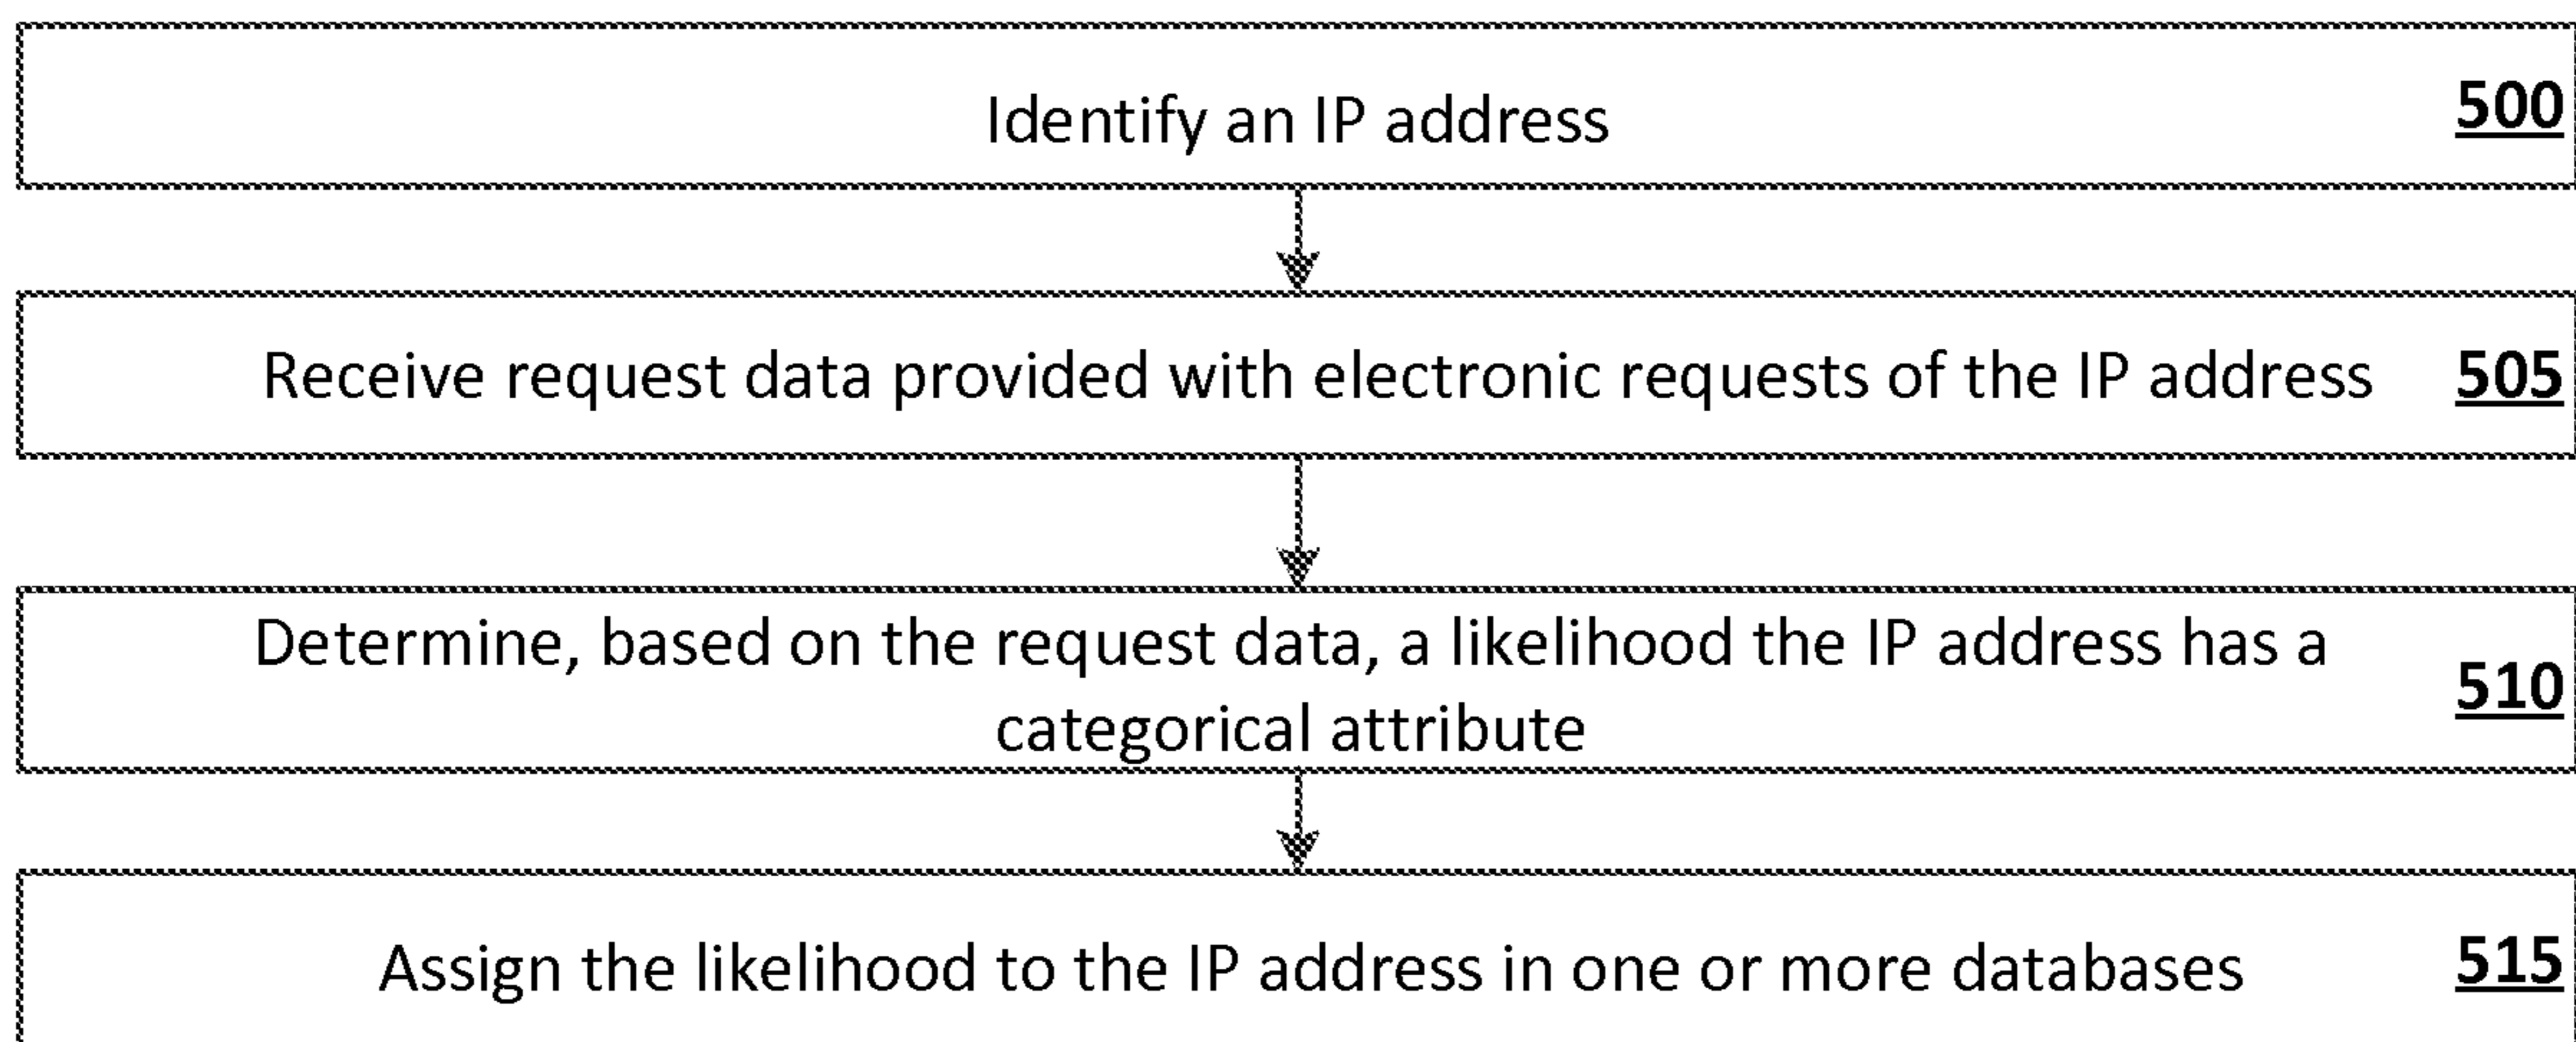 Identify an IP address 500
Receive request data provided with electronic requests of the IP address 505
Determine, based on the request data, a likelihood the IP address has a
categorical attribute
510
Assign the likelihood to the IP address in one or more databases 515